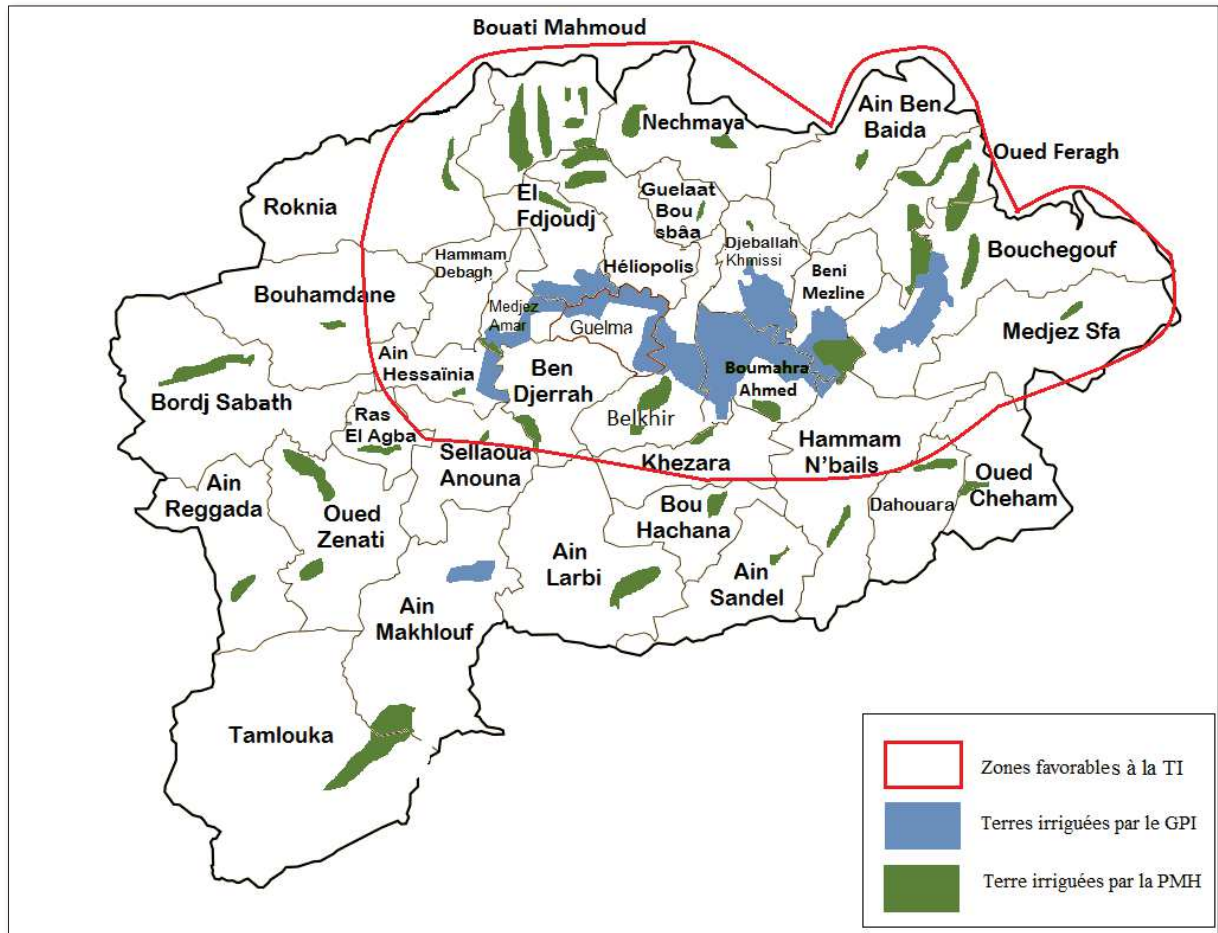 Bouati Mahmoud
Ain Ben
Baida
Nechmaya
Oued Feragh
El
Fdjoudj
Guelaat
Bou
sbâa
Roknia
Hammam
Debagh
Héliopolis
Djeballah
Khmissi
Beni
Mezline
Bouchegouf
Bouhamdane
Medjez
Amar
Guelma
Medjez Sfa
Ain
Hessaïnia
Ben
Djerrah
Boumahra
Ahmed
Bordj Sabath
Ras
El Agba
Belkhir
Sellaoua
Anouna
Khezara
Hammam
N'bails
Ain
Reggada
Oued
Zenati
Bou
Hachana
Dahouara
Oued
Cheham
Ain
Larbi
Ain
Sandel
Ain
Makhlouf
Tamlouka
Zones favorables à la TI
Terres irriguées par le GPI
Terre irriguées par la PMH